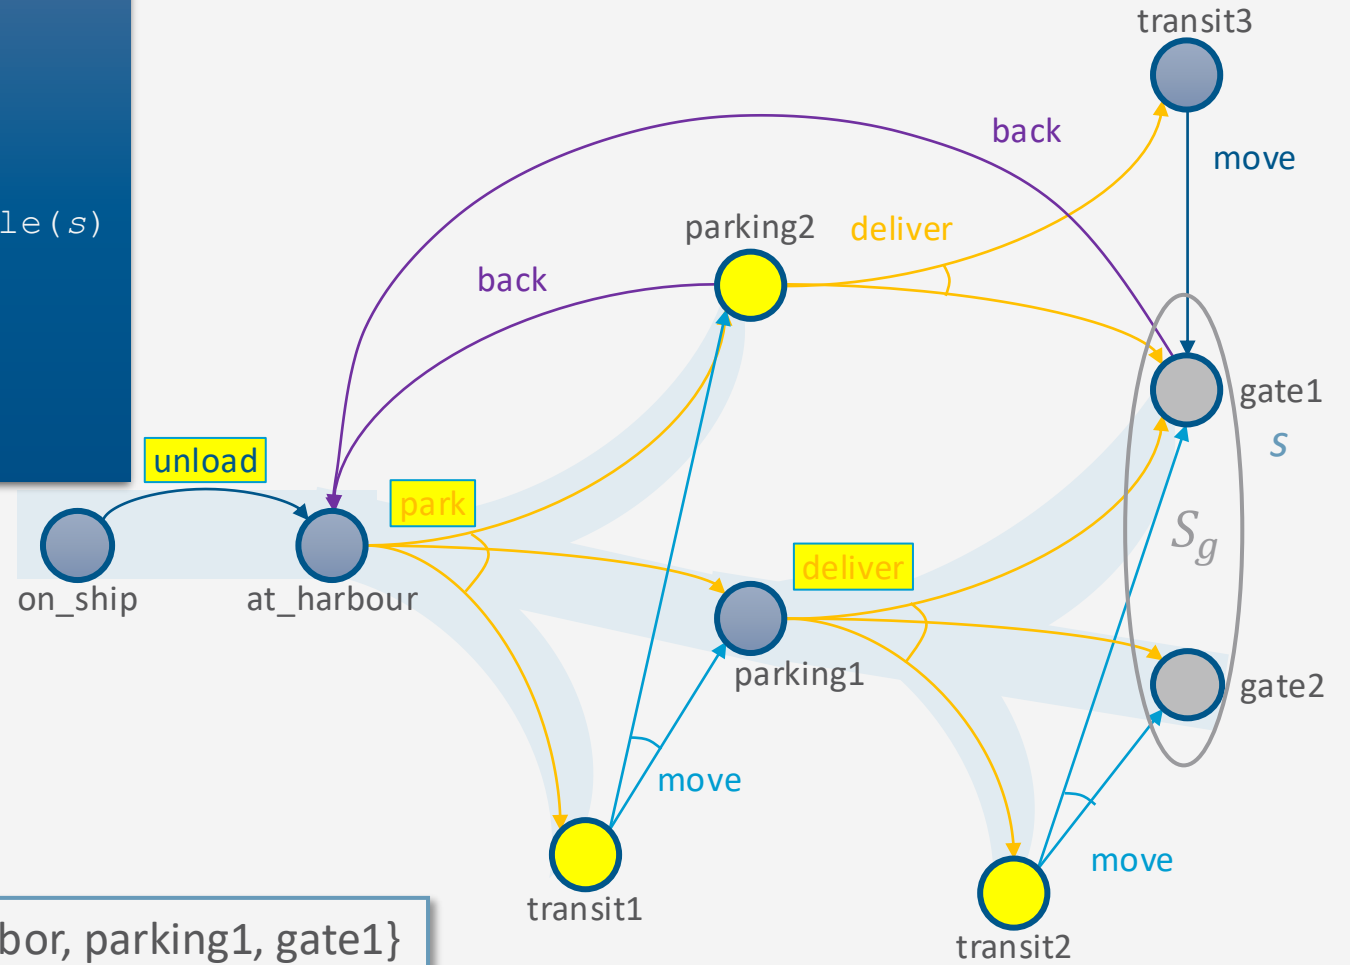 transit3
back
move
le(s)
parking2
deliver
back
gate1
s
unload
park
S_g
deliver
on_ship
at_harbour
parking1
gate2
move
move
transit1
transit2
bor, parking1, gate1}